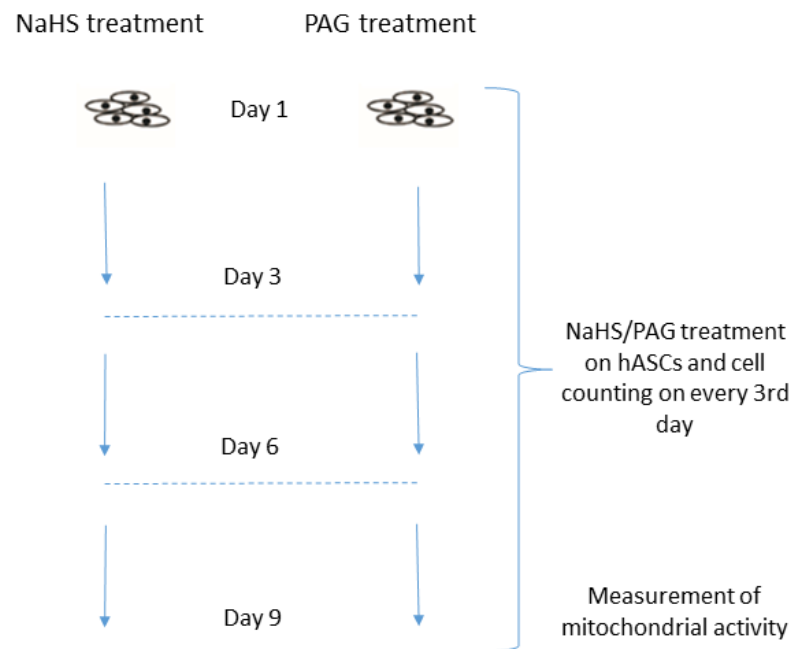 NaHS treatment
PAG treatment
Day 1
Day 3
NaHS/PAG treatment
on hASCs and cell
counting on every 3rd
day
Day 6
Day 9
Measurement of
mitochondrial activity